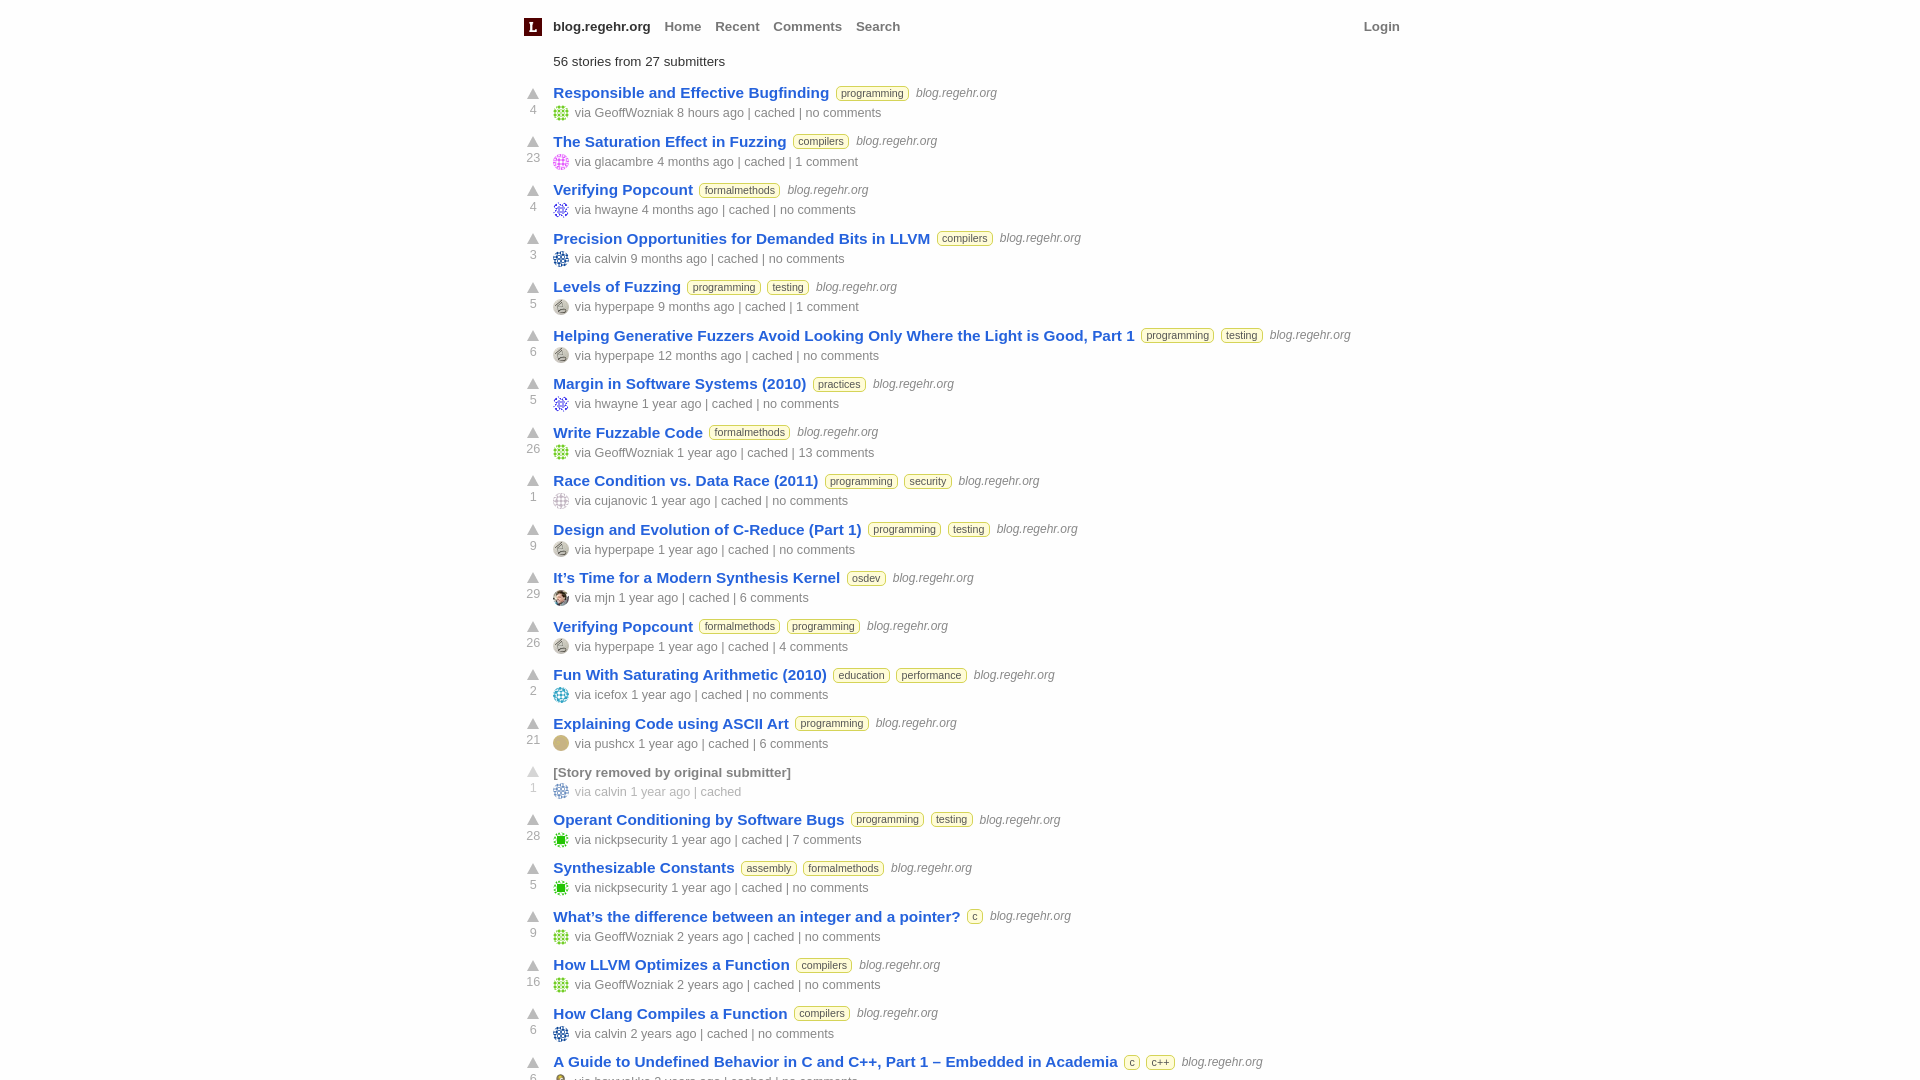 L blog.regehr.org Home Recent Comments Search Login
56 stories from 27 submitters
Responsible and Effective Bugfinding programming blog.regehr.org
4 via GeoffWozniak 8 hours ago | cached | no comments
The Saturation Effect in Fuzzing compilers blog.regehr.org
23 via glacambre 4 months ago | cached | 1 comment
Verifying Popcount formalmethods blog.regehr.org
4 via hwayne 4 months ago | cached | no comments
Precision Opportunities for Demanded Bits in LLVM compilers blog.regehr.org
3 via calvin 9 months ago | cached | no comments
Levels of Fuzzing programming testing blog.regehr.org
5 via hyperpape 9 months ago | cached | 1 comment
Helping Generative Fuzzers Avoid Looking Only Where the Light is Good, Part 1 programming testing blog.regehr.org
6 via hyperpape 12 months ago | cached | no comments
Margin in Software Systems (2010) practices blog.regehr.org
5 via hwayne 1 year ago | cached | no comments
Write Fuzzable Code formalmethods blog.regehr.org
26 via GeoffWozniak 1 year ago | cached | 13 comments
Race Condition vs. Data Race (2011) programming security blog.regehr.org
1 via cujanovic 1 year ago | cached | no comments
Design and Evolution of C-Reduce (Part 1) programming testing blog.regehr.org
9 via hyperpape 1 year ago | cached | no comments
It’s Time for a Modern Synthesis Kernel osdev blog.regehr.org
29 via mjn 1 year ago | cached | 6 comments
Verifying Popcount formalmethods programming blog.regehr.org
26 via hyperpape 1 year ago | cached | 4 comments
Fun With Saturating Arithmetic (2010) education performance blog.regehr.org
2 via icefox 1 year ago | cached | no comments
Explaining Code using ASCII Art programming blog.regehr.org
21 via pushcx 1 year ago | cached | 6 comments
[Story removed by original submitter]
1 via calvin 1 year ago | cached
Operant Conditioning by Software Bugs programming testing blog.regehr.org
28 via nickpsecurity 1 year ago | cached | 7 comments
Synthesizable Constants assembly formalmethods blog.regehr.org
5 via nickpsecurity 1 year ago | cached | no comments
What’s the difference between an integer and a pointer? c blog.regehr.org
9 via GeoffWozniak 2 years ago | cached | no comments
How LLVM Optimizes a Function compilers blog.regehr.org
16 via GeoffWozniak 2 years ago | cached | no comments
How Clang Compiles a Function compilers blog.regehr.org
6 via calvin 2 years ago | cached | no comments
A Guide to Undefined Behavior in C and C++, Part 1 – Embedded in Academia c c++ blog.regehr.org